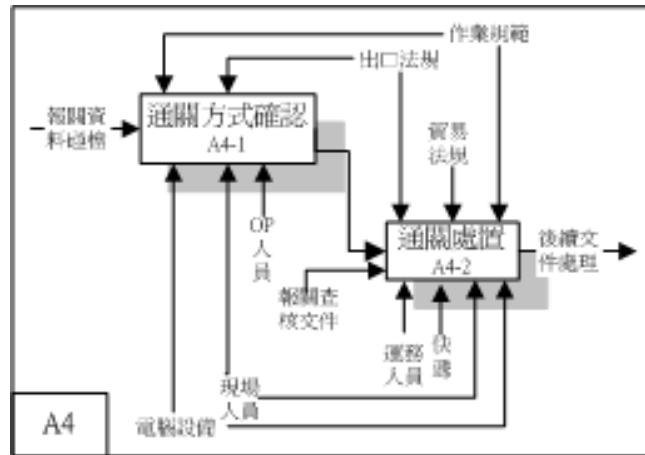 作業規範
出口法規
報關資
料過檔
通關方式確認
A4-1
貿易
法規
OP
人
員
通關處置
A4-2
後續文
件處理
報關查
核文件
運務
人員
快
遞
現場
人員
電腦設備
A4